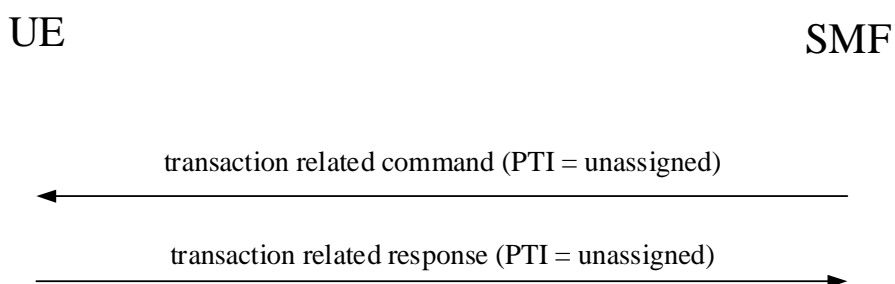 UE
SMF
transaction related command (PTI = unassigned)
transaction related response (PTI = unassigned)